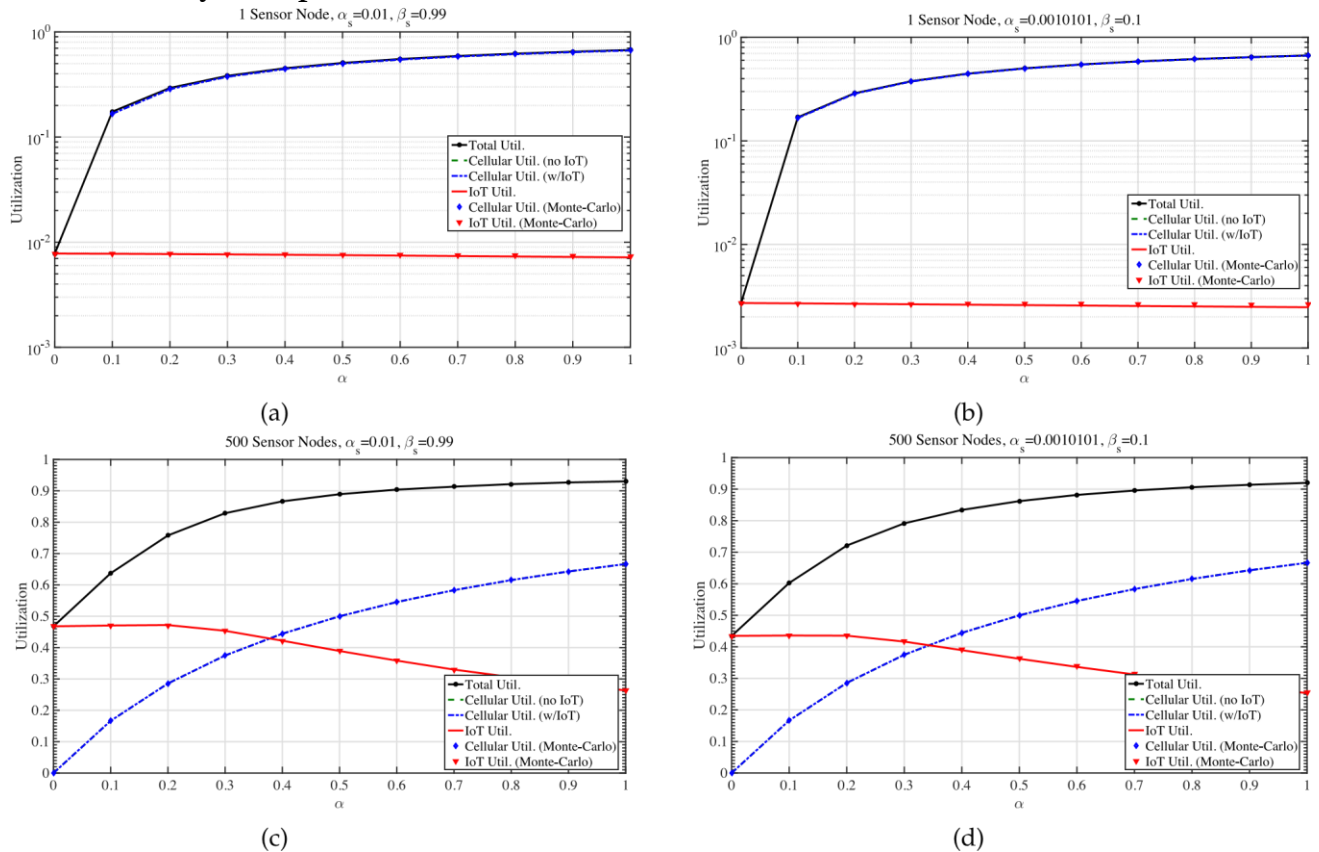 1 Sensor Node, α_s=0.01, β_s=0.99
10^0
10^-1
10^-2
10^-3
Utilization
Total Util.
Cellular Util. (no IoT)
Cellular Util. (w/IoT)
IoT Util.
Cellular Util. (Monte-Carlo)
IoT Util. (Monte-Carlo)
0 0.1 0.2 0.3 0.4 0.5 0.6 0.7 0.8 0.9 1
α
(a)
1 Sensor Node, α_s=0.0010101, β_s=0.1
10^0
10^-1
10^-2
10^-3
Utilization
Total Util.
Cellular Util. (no IoT)
Cellular Util. (w/IoT)
IoT Util.
Cellular Util. (Monte-Carlo)
IoT Util. (Monte-Carlo)
0 0.1 0.2 0.3 0.4 0.5 0.6 0.7 0.8 0.9 1
α
(b)
500 Sensor Nodes, α_s=0.01, β_s=0.99
1
0.9
0.8
0.7
0.6
0.5
0.4
0.3
0.2
0.1
0
Utilization
Total Util.
Cellular Util. (no IoT)
Cellular Util. (w/IoT)
IoT Util.
Cellular Util. (Monte-Carlo)
IoT Util. (Monte-Carlo)
0 0.1 0.2 0.3 0.4 0.5 0.6 0.7 0.8 0.9 1
α
(c)
500 Sensor Nodes, α_s=0.0010101, β_s=0.1
1
0.9
0.8
0.7
0.6
0.5
0.4
0.3
0.2
0.1
0
Utilization
Total Util.
Cellular Util. (no IoT)
Cellular Util. (w/IoT)
IoT Util.
Cellular Util. (Monte-Carlo)
IoT Util. (Monte-Carlo)
0 0.1 0.2 0.3 0.4 0.5 0.6 0.7 0.8 0.9 1
α
(d)